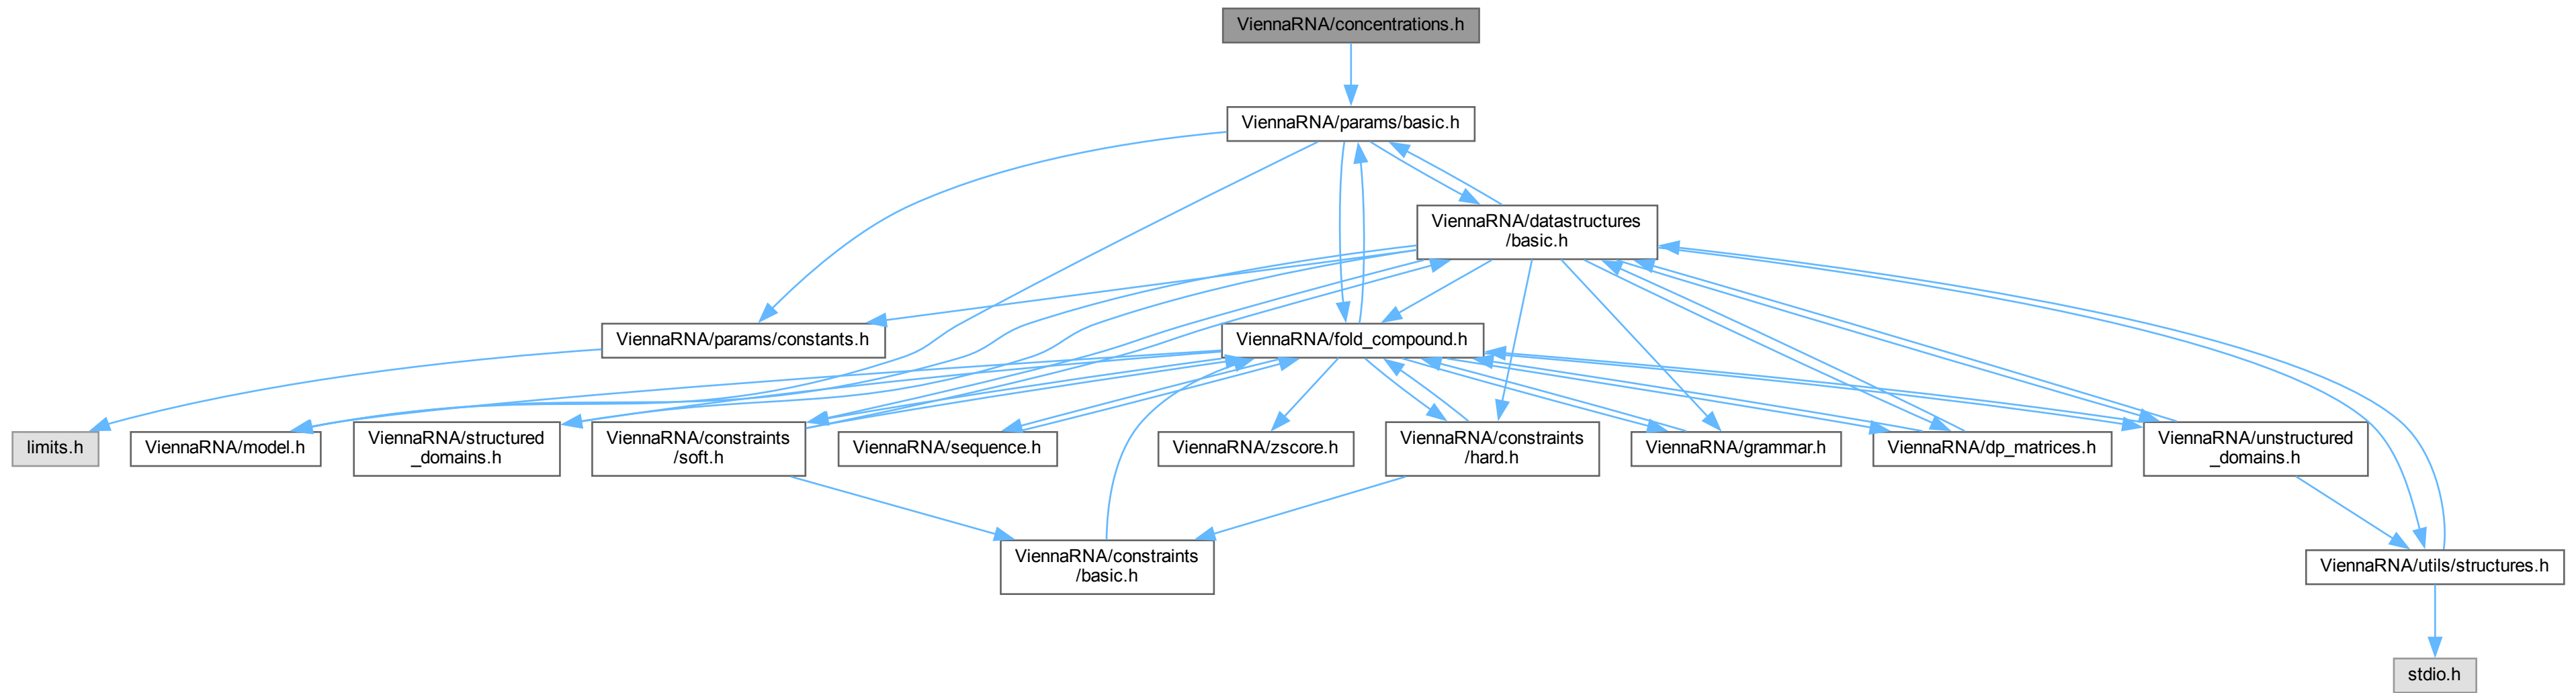 ViennaRNA/concentrations.h
ViennaRNA/params/basic.h
ViennaRNA/datastructures
/basic.h
ViennaRNA/params/constants.h
ViennaRNA/fold_compound.h
limits.h
ViennaRNA/model.h
ViennaRNA/structured
_domains.h
ViennaRNA/constraints
/soft.h
ViennaRNA/sequence.h
ViennaRNA/zscore.h
ViennaRNA/constraints
/hard.h
ViennaRNA/grammar.h
ViennaRNA/dp_matrices.h
ViennaRNA/unstructured
_domains.h
ViennaRNA/constraints
/basic.h
ViennaRNA/utils/structures.h
stdio.h